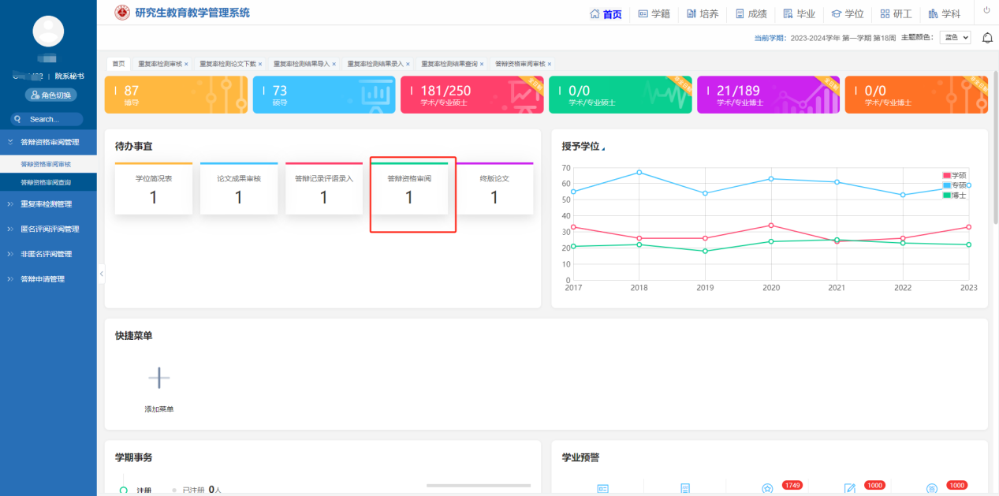 研究生教育教学管理系统
首页
学籍
培养
成绩
毕业
学位
研工
学科
当前学期: 2023-2024学年 第一学期 第18周 主题颜色: 蓝色
院系秘书
角色切换
Search...
答辩资格审阅管理
答辩资格审阅审核
答辩资格审阅查询
重复率检测管理
匿名评阅评阅管理
非匿名评阅管理
答辩申请管理
首页
重复率检测审核 ×
重复率检测论文下载 ×
重复率检测结果导入 ×
重复率检测结果录入 ×
重复率检测结果查询 ×
答辩资格审阅审核 ×
87
博导
73
硕导
181/250
学术/专业硕士
0/0
学术/专业硕士
21/189
学术/专业博士
0/0
学术/专业博士
待办事宜
学位简况表
1
论文成果审核
1
答辩记录评语录入
1
答辩资格审阅
1
终版论文
1
授予学位
70
60
50
40
30
20
10
0
2017
2018
2019
2020
2021
2022
2023
学硕
专硕
博士
快捷菜单
添加菜单
学期事务
注册
已注册 0人
学业预警
1749
1000
1000